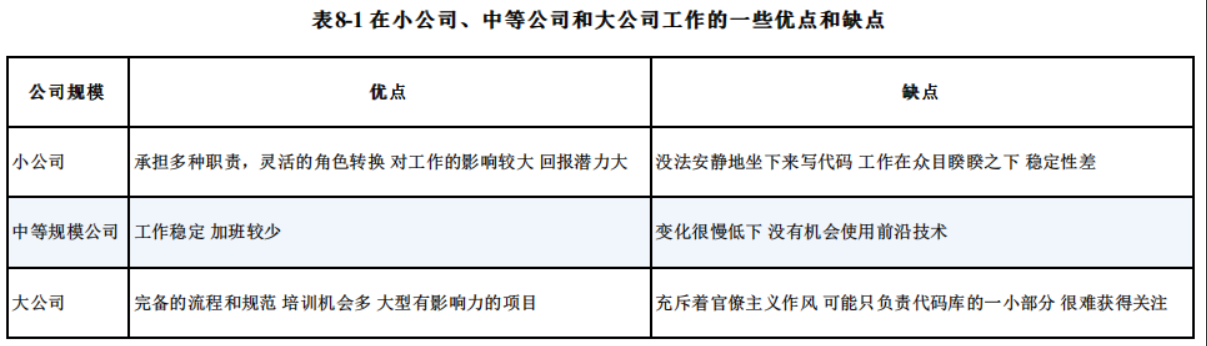 表8-1 在小公司、中等公司和大公司工作的一些优点和缺点
公司规模 优点 缺点
小公司 承担多种职责，灵活的角色转换 对工作的影响较大 回报潜力大 没法安静地坐下来写代码 工作在众目睽睽之下 稳定性差
中等规模公司 工作稳定 加班较少 变化很慢低下 没有机会使用前沿技术
大公司 完备的流程和规范 培训机会多 大型有影响力的项目 充斥着官僚主义作风 可能只负责代码库的一小部分 很难获得关注